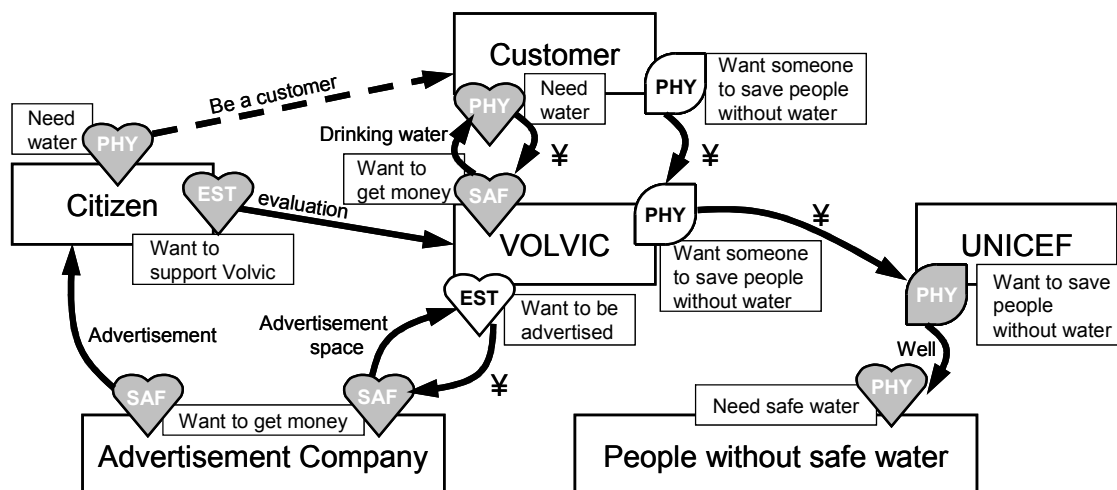 Customer
PHY
Want someone
to save people
without water
Be a customer
PHY
Need
water
Need
water
PHY
Drinking water
¥
¥
Want to
get money
SAF
Citizen
EST
evaluation
VOLVIC
PHY
¥
UNICEF
Want to
support Volvic
Want someone
to save people
without water
PHY
Want to save
people
without water
EST
Want to be
advertised
Advertisement
Advertisement
space
¥
Well
SAF
Want to get money
SAF
Need safe water
PHY
Advertisement Company
People without safe water